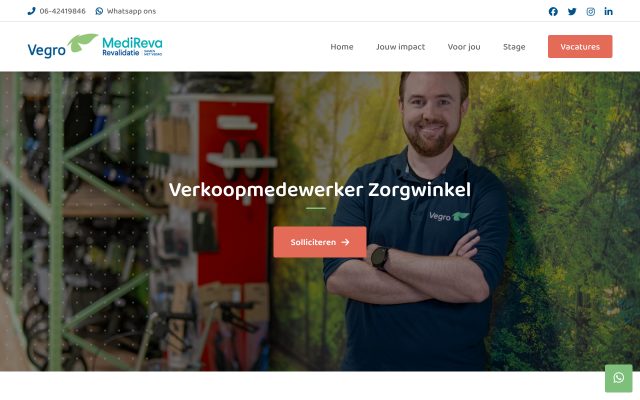 06-42419846 Whatsapp ons
Vegro MediReva
Revalidatie
Home Jouw impact Voor jou Stage Vacatures
Verkoopmedewerker Zorgwinkel
Vegro
Solliciteren